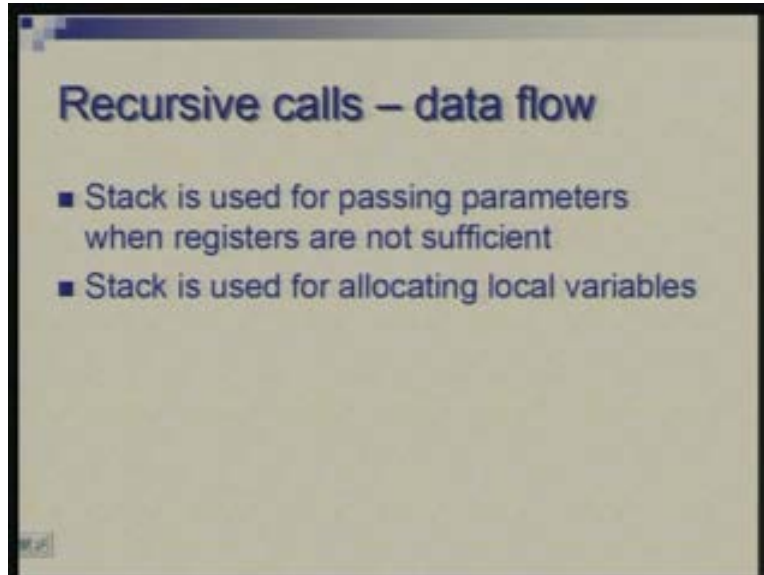 Recursive calls – data flow
■ Stack is used for passing parameters
when registers are not sufficient
■ Stack is used for allocating local variables